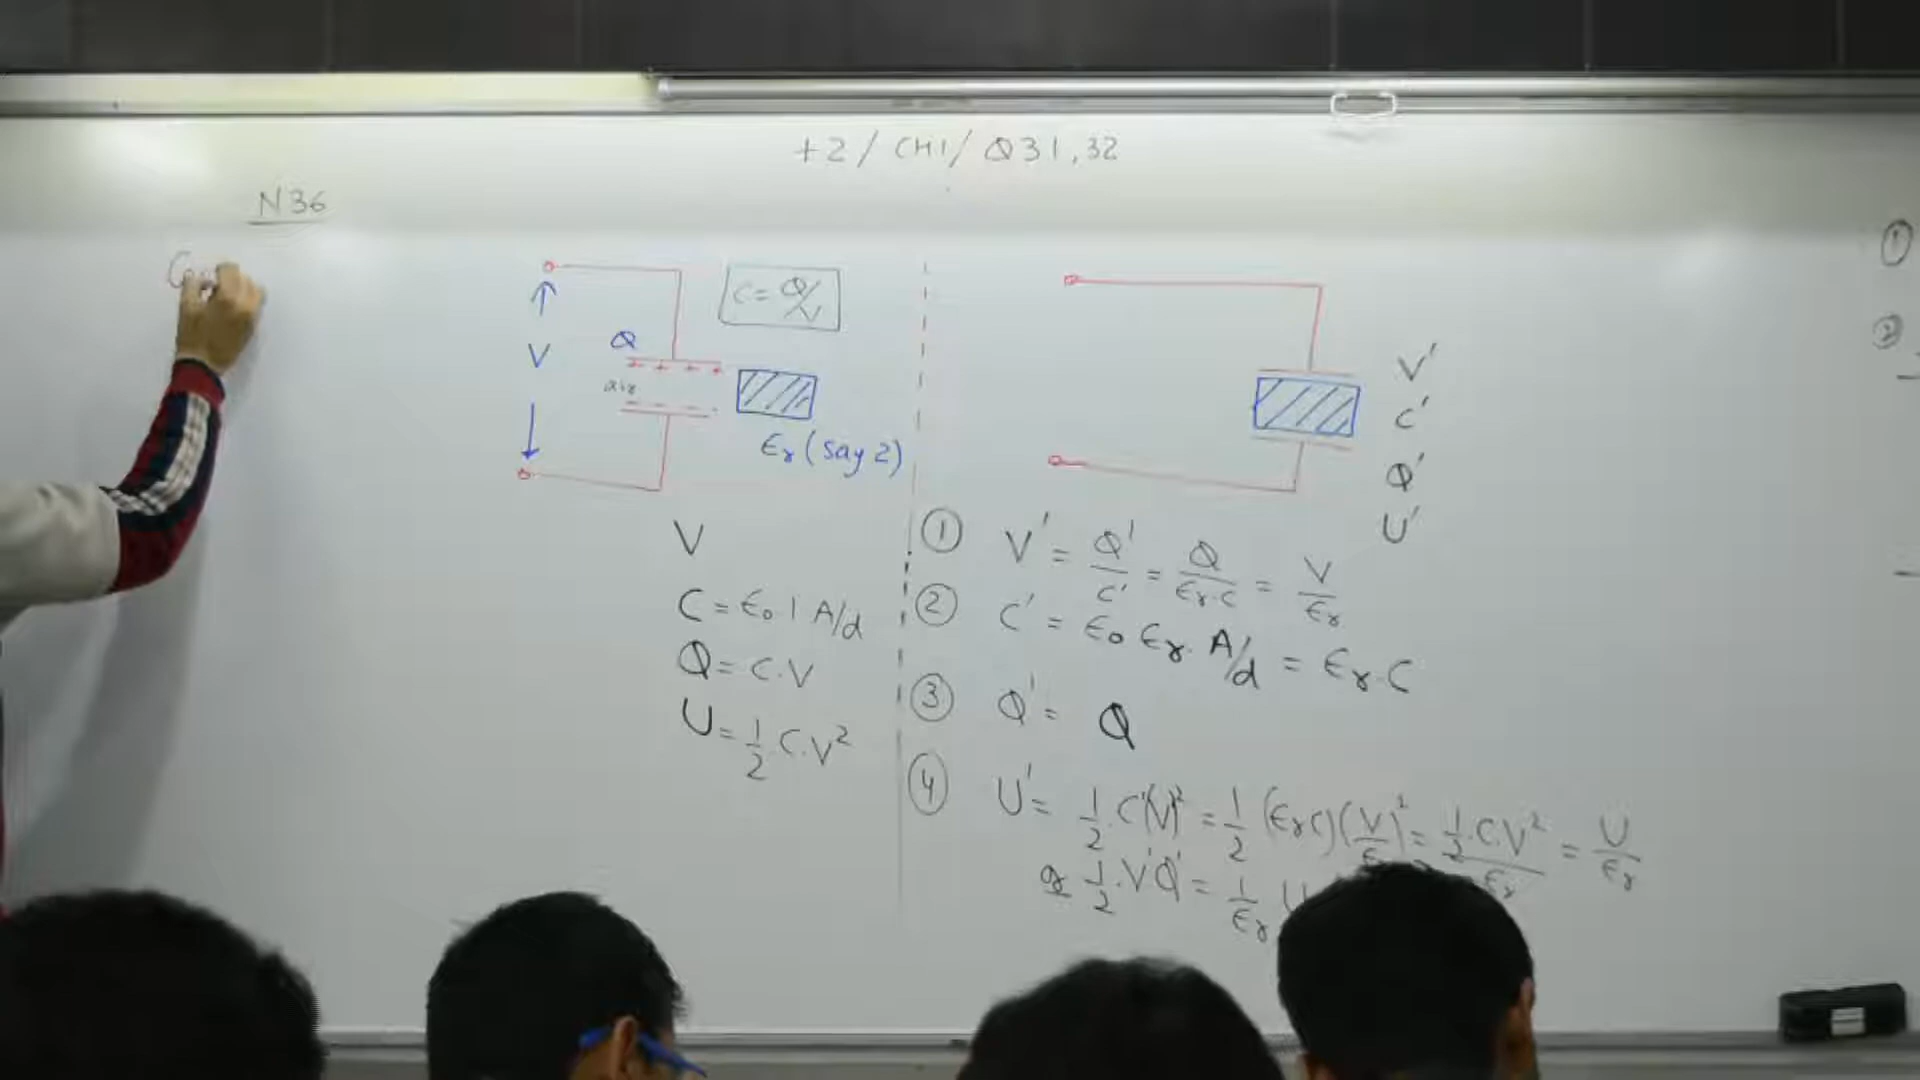 +2 / CH1 / Q31,32
N36
C = Q/V
V
Q
air
ϵr (say 2)
V
C = ϵ0 1 A/d
Q = C.V
U = 1/2 C.V²
V'
C'
Q'
U'
① V' = Q'/C' = Q/ϵr.C = V/ϵr
② C' = ϵ0 ϵr. A/d = ϵr.C
③ Q' = Q
④ U' = 1/2 . C'(V')² = 1/2 (ϵrC)(V/ϵ)² = 1/2.C.V²/ϵr = U/ϵr
or 1/2 . V'Q' = 1/ϵr U
①
②